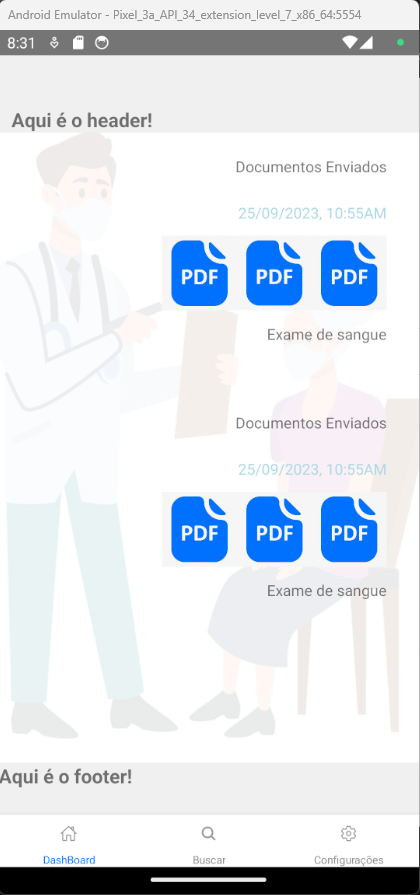 Android Emulator - Pixel_3a_API_34_extension_level_7_x86_64:5554
8:31
Aqui é o header!
Documentos Enviados
25/09/2023, 10:55AM
PDF PDF PDF
Exame de sangue
Documentos Enviados
25/09/2023, 10:55AM
PDF PDF PDF
Exame de sangue
Aqui é o footer!
DashBoard Buscar Configurações